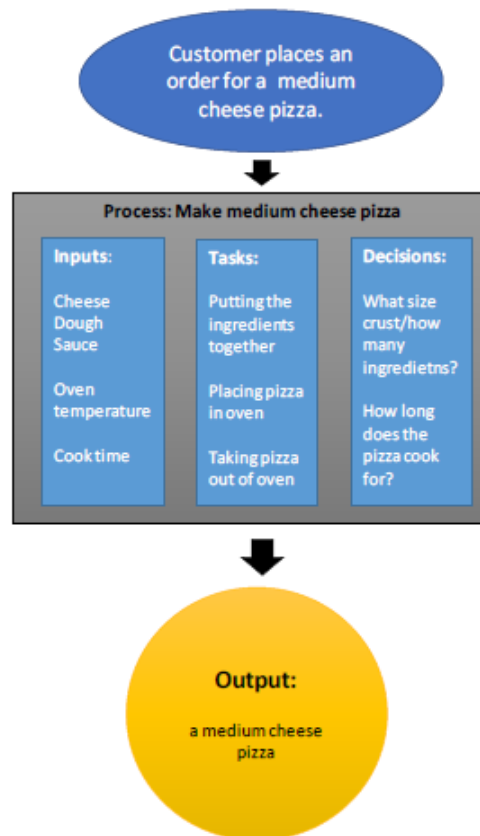 Customer places an
order for a medium
cheese pizza.
Process: Make medium cheese pizza
Inputs:
Cheese
Dough
Sauce
Oven
temperature
Cook time
Tasks:
Putting the
ingredients
together
Placing pizza
in oven
Taking pizza
out of oven
Decisions:
What size
crust/how
many
ingredietns?
How long
does the
pizza cook
for?
Output:
a medium cheese
pizza